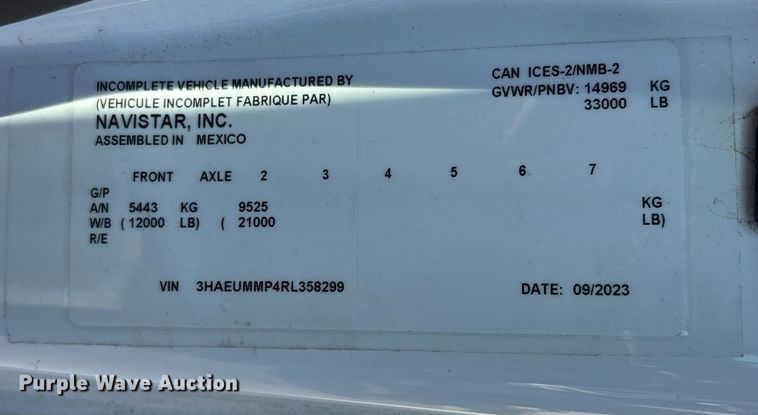 INCOMPLETE VEHICLE MANUFACTURED BY
(VEHICULE INCOMPLET FABRIQUE PAR)
NAVISTAR, INC.
ASSEMBLED IN MEXICO
CAN ICES-2/NMB-2
GVWR/PNBV: 14969 KG
33000 LB
FRONT AXLE 2 3 4 5 6 7
G/P
A/N 5443 KG 9525 KG
W/B ( 12000 LB) ( 21000 LB)
R/E
VIN 3HAEUMMP4RL358299 DATE: 09/2023
Purple Wave Auction